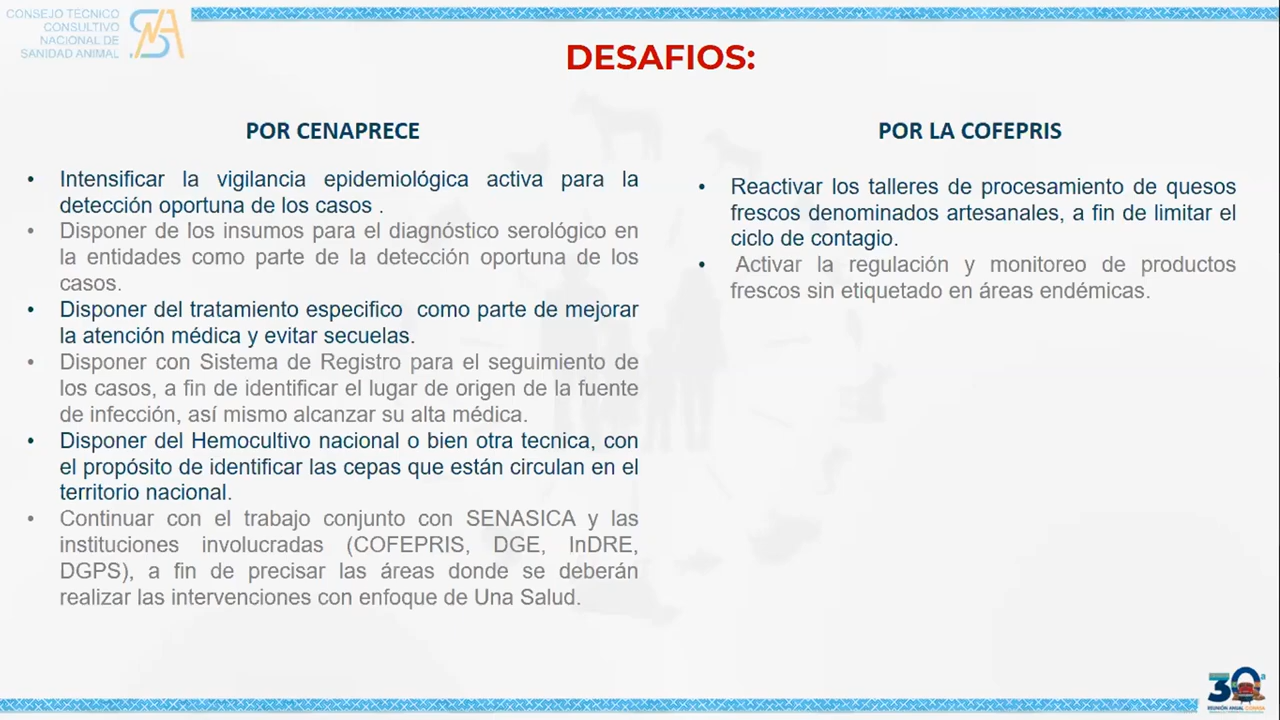 CONSEJO TÉCNICO
CONSULTIVO
NACIONAL DE
SANIDAD ANIMAL
DESAFIOS:
POR CENAPRECE
• Intensificar la vigilancia epidemiológica activa para la
detección oportuna de los casos .
• Disponer de los insumos para el diagnóstico serológico en
la entidades como parte de la detección oportuna de los
casos.
• Disponer del tratamiento especifico como parte de mejorar
la atención médica y evitar secuelas.
• Disponer con Sistema de Registro para el seguimiento de
los casos, a fin de identificar el lugar de origen de la fuente
de infección, así mismo alcanzar su alta médica.
• Disponer del Hemocultivo nacional o bien otra tecnica, con
el propósito de identificar las cepas que están circulan en el
territorio nacional.
• Continuar con el trabajo conjunto con SENASICA y las
instituciones involucradas (COFEPRIS, DGE, InDRE,
DGPS), a fin de precisar las áreas donde se deberán
realizar las intervenciones con enfoque de Una Salud.
POR LA COFEPRIS
• Reactivar los talleres de procesamiento de quesos
frescos denominados artesanales, a fin de limitar el
ciclo de contagio.
• Activar la regulación y monitoreo de productos
frescos sin etiquetado en áreas endémicas.
30ª
REUNIÓN ANUAL CONASA